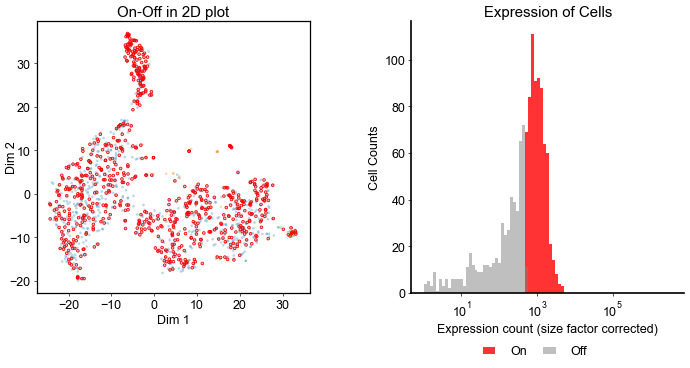 On-Off in 2D plot
Expression of Cells
Dim 2
30
20
10
0
−10
−20
−20 −10 0 10 20 30
Dim 1
Cell Counts
100
80
60
40
20
0
10^1 10^3 10^5
Expression count (size factor corrected)
On Off